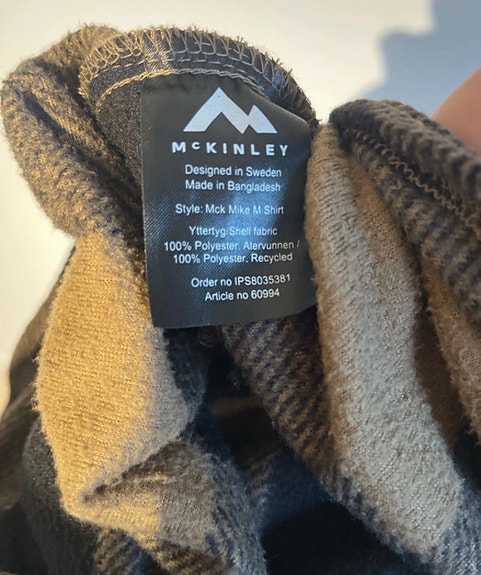 McKINLEY
Designed in Sweden
Made in Bangladesh
Style: Mck Mike M Shirt
Yttertyg/Shell fabric
100% Polyester. Återvunnen /
100% Polyester. Recycled
Order no IPS8035381
Article no 60994